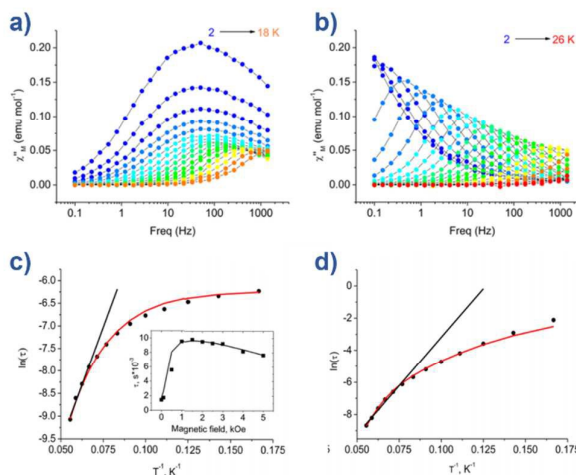 a)
2 → 18 K
χ"M (emu mol⁻¹)
0.20
0.15
0.10
0.05
0.00
0.1 1 10 100 1000
Freq (Hz)
b)
2 → 26 K
χ"M (emu mol⁻¹)
0.20
0.15
0.10
0.05
0.00
0.1 1 10 100 1000
Freq (Hz)
c)
ln(τ)
-6.0
-6.5
-7.0
-7.5
-8.0
-8.5
-9.0
-9.5
0.050 0.075 0.100 0.125 0.150 0.175
T⁻¹, K⁻¹
τ, s*10⁻³
10
8
6
4
2
0
0 1 2 3 4 5
Magnetic field, kOe
d)
ln(τ)
0
-2
-4
-6
-8
5 0.050 0.075 0.100 0.125 0.150 0.175
T⁻¹, K⁻¹